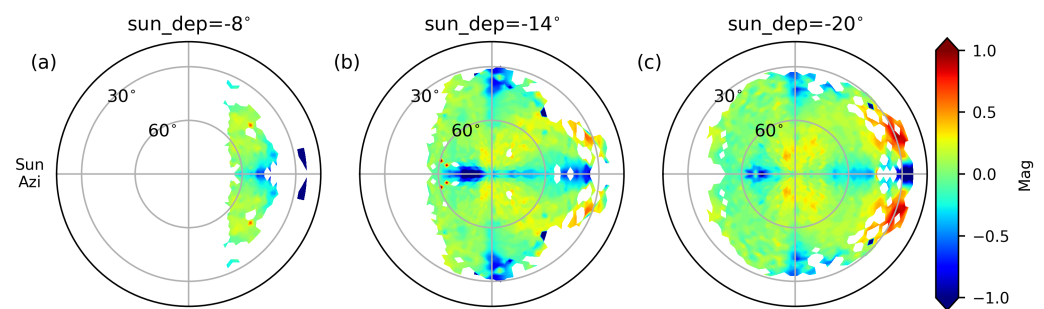 sun_dep=-8°
sun_dep=-14°
sun_dep=-20°
(a)
(b)
(c)
30°
60°
30°
60°
30°
60°
Sun
Azi
1.0
0.5
0.0
−0.5
−1.0
Mag